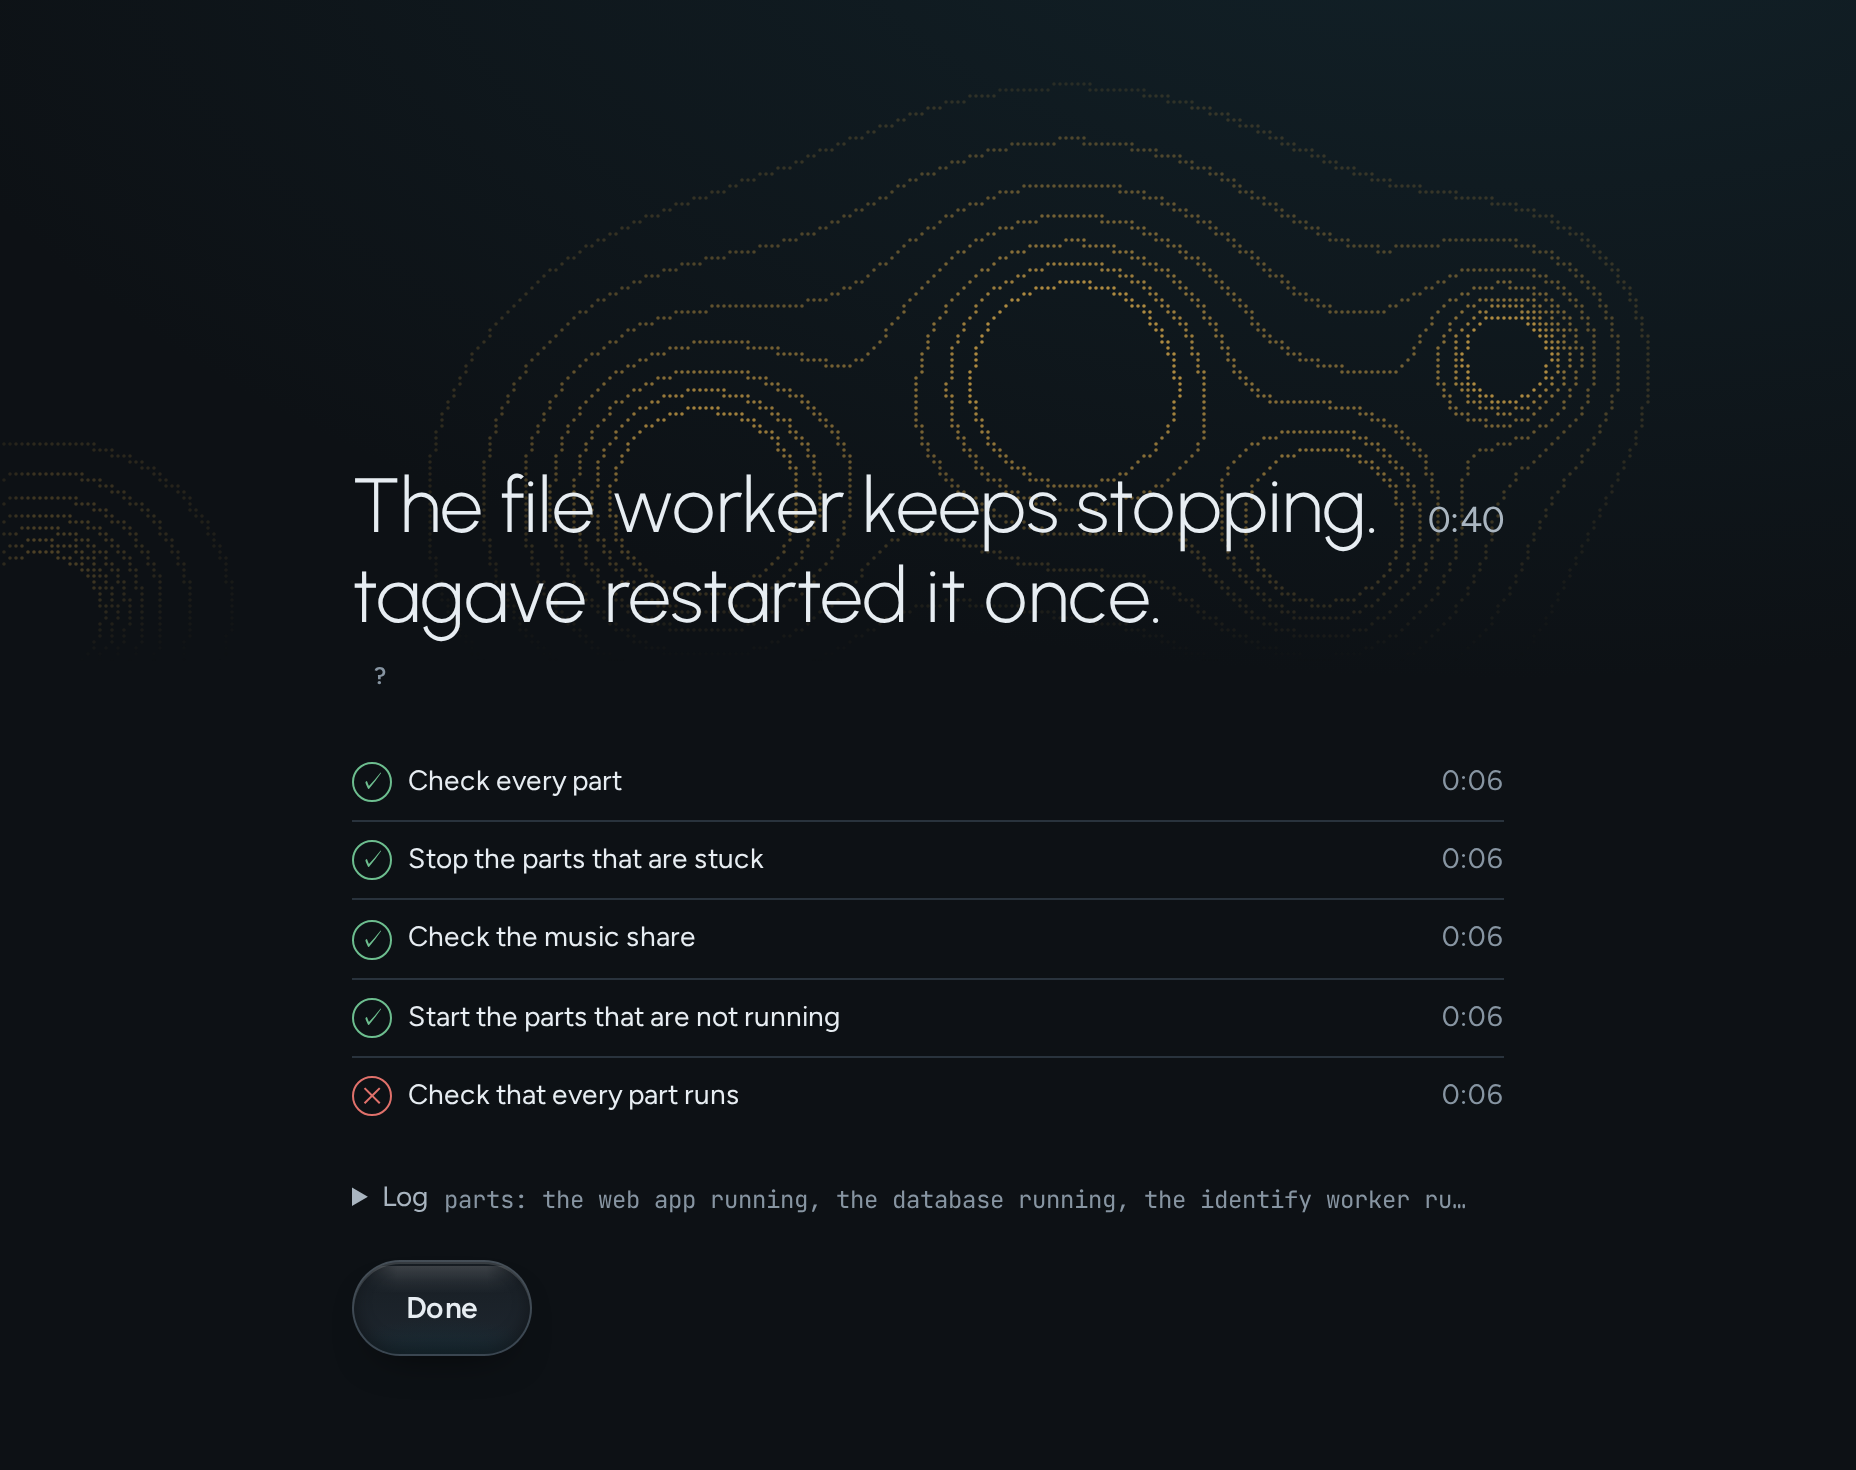 The file worker keeps stopping. 0:40
tagave restarted it once.
?
✓ Check every part 0:06
✓ Stop the parts that are stuck 0:06
✓ Check the music share 0:06
✓ Start the parts that are not running 0:06
✕ Check that every part runs 0:06
▶ Log parts: the web app running, the database running, the identify worker ru…
Done